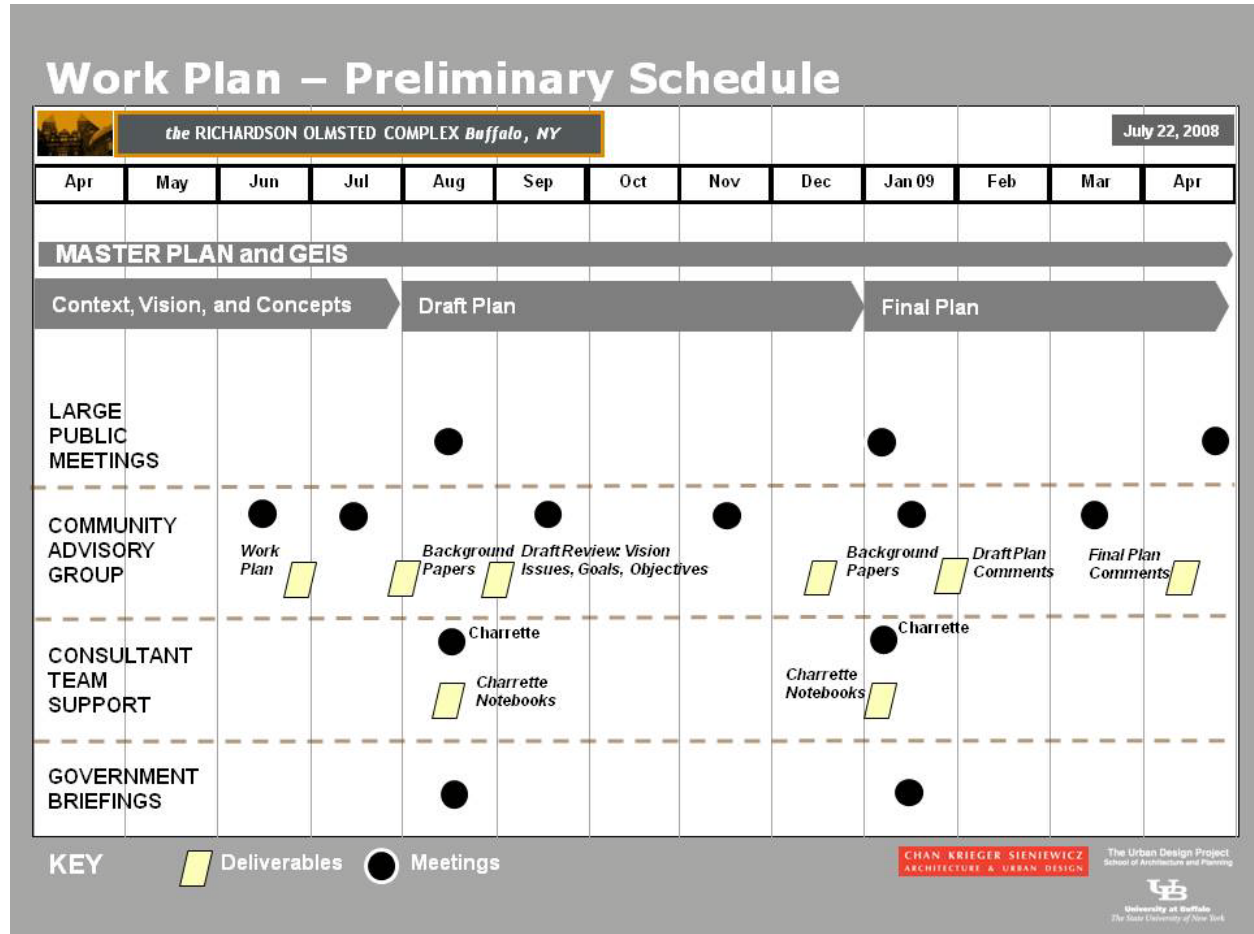 Work Plan – Preliminary Schedule
the RICHARDSON OLMSTED COMPLEX Buffalo, NY
July 22, 2008
Apr May Jun Jul Aug Sep Oct Nov Dec Jan 09 Feb Mar Apr
MASTER PLAN and GEIS
Context, Vision, and Concepts Draft Plan Final Plan
LARGE
PUBLIC
MEETINGS
COMMUNITY
ADVISORY
GROUP
Work
Plan
Background
Papers
Draft Review: Vision
Issues, Goals, Objectives
Background
Papers
Draft Plan
Comments
Final Plan
Comments
CONSULTANT
TEAM
SUPPORT
Charrette
Charrette
Notebooks
Charrette
Charrette
Notebooks
GOVERNMENT
BRIEFINGS
KEY Deliverables Meetings
CHAN KRIEGER SIENIEWICZ
ARCHITECTURE & URBAN DESIGN
The Urban Design Project
School of Architecture and Planning
UB
University at Buffalo
The State University of New York